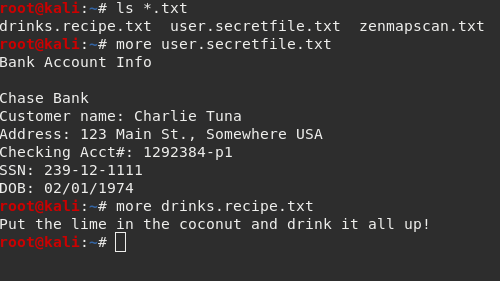 root@kali:~# ls *.txt
drinks.recipe.txt  user.secretfile.txt  zenmapscan.txt
root@kali:~# more user.secretfile.txt
Bank Account Info

Chase Bank
Customer name: Charlie Tuna
Address: 123 Main St., Somewhere USA
Checking Acct#: 1292384-p1
SSN: 239-12-1111
DOB: 02/01/1974
root@kali:~# more drinks.recipe.txt
Put the lime in the coconut and drink it all up!
root@kali:~#